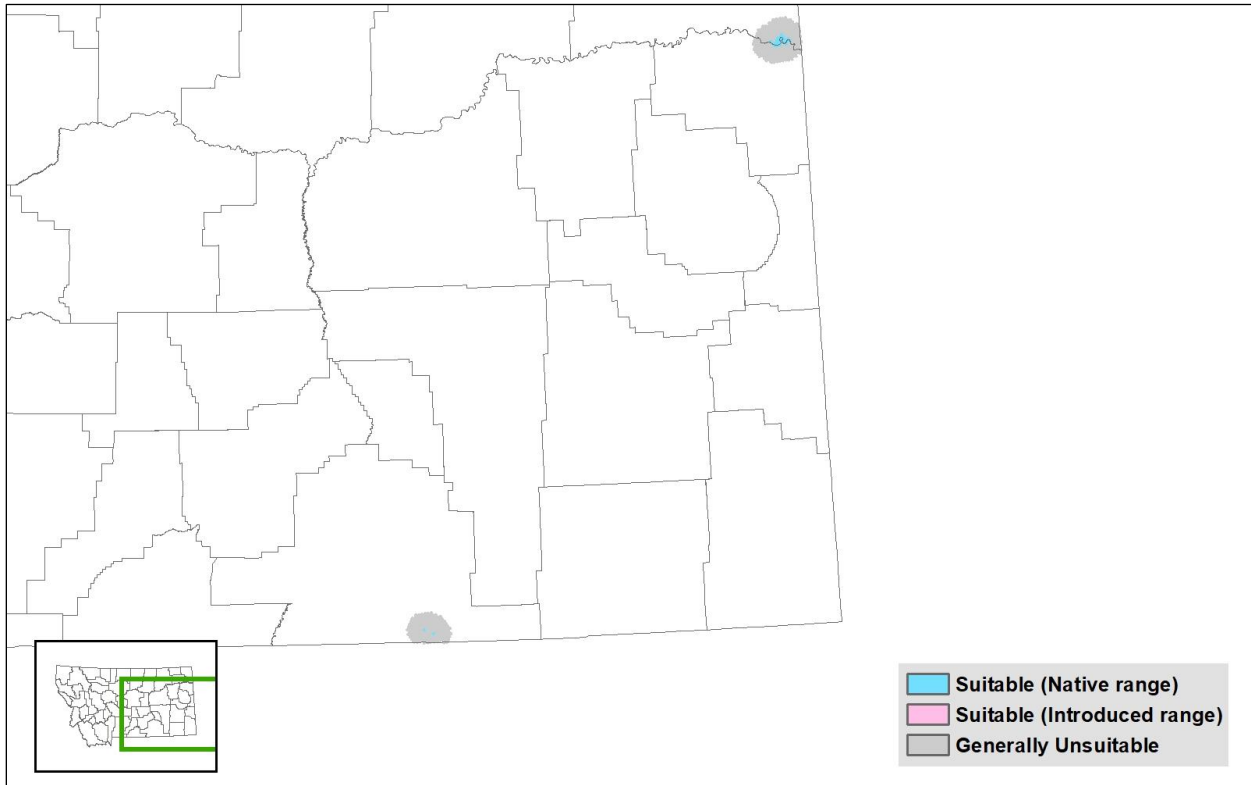 Suitable (Native range)
Suitable (Introduced range)
Generally Unsuitable